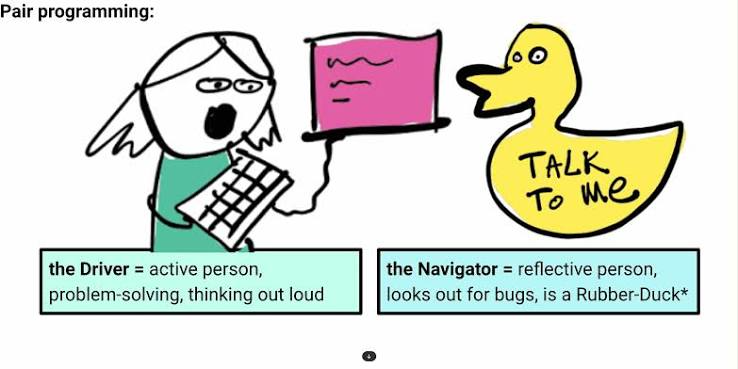 Pair programming:
TALK
To me
the Driver = active person,
problem-solving, thinking out loud
the Navigator = reflective person,
looks out for bugs, is a Rubber-Duck*